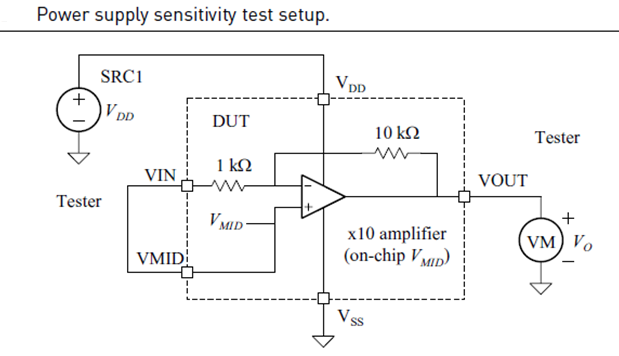 Power supply sensitivity test setup.
SRC1
+
VDD
–
VDD
DUT
10 kΩ
Tester
VIN
1 kΩ
VOUT
Tester
–
+
VMID
x10 amplifier
(on-chip VMID)
+
VM
VO
–
VMID
VSS